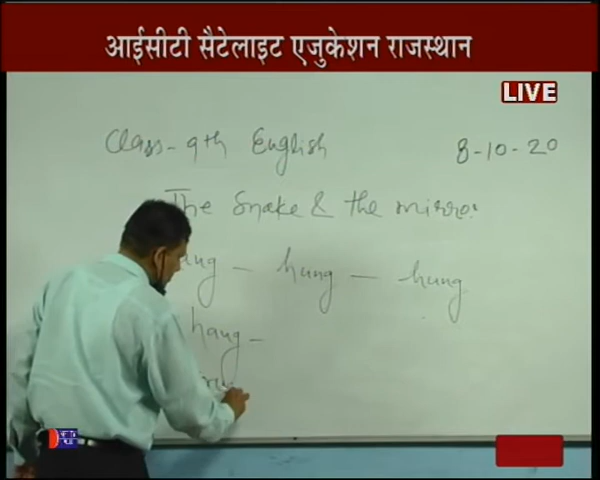 आईसीटी सैटेलाइट एजुकेशन राजस्थान
LIVE
Class-9th English 8-10-20
The Snake & the mirror
— hung — hung
hang —